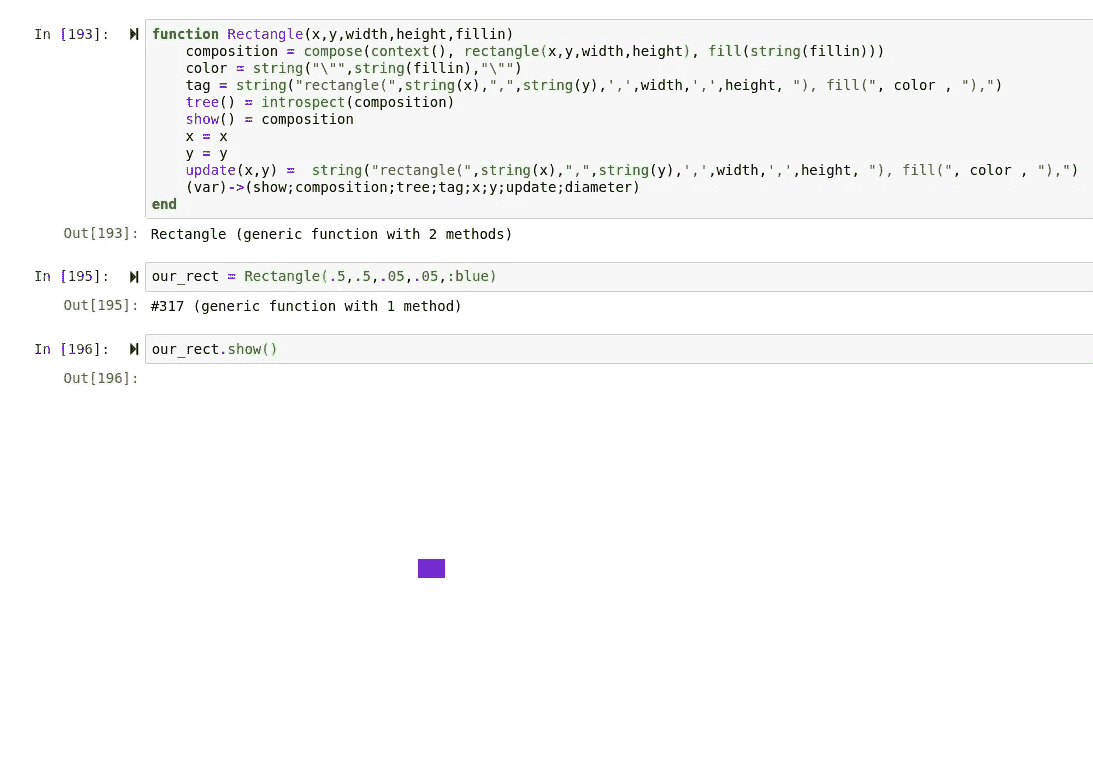 In [193]: function Rectangle(x,y,width,height,fillin)
    composition = compose(context(), rectangle(x,y,width,height), fill(string(fillin)))
    color = string("\"",string(fillin),"\"")
    tag = string("rectangle(",string(x),",",string(y),',',width,',',height, "), fill(", color , "),")
    tree() = introspect(composition)
    show() = composition
    x = x
    y = y
    update(x,y) =  string("rectangle(",string(x),",",string(y),',',width,',',height, "), fill(", color , "),")
    (var)->(show;composition;tree;tag;x;y;update;diameter)
end
Out[193]: Rectangle (generic function with 2 methods)
In [195]: our_rect = Rectangle(.5,.5,.05,.05,:blue)
Out[195]: #317 (generic function with 1 method)
In [196]: our_rect.show()
Out[196]: